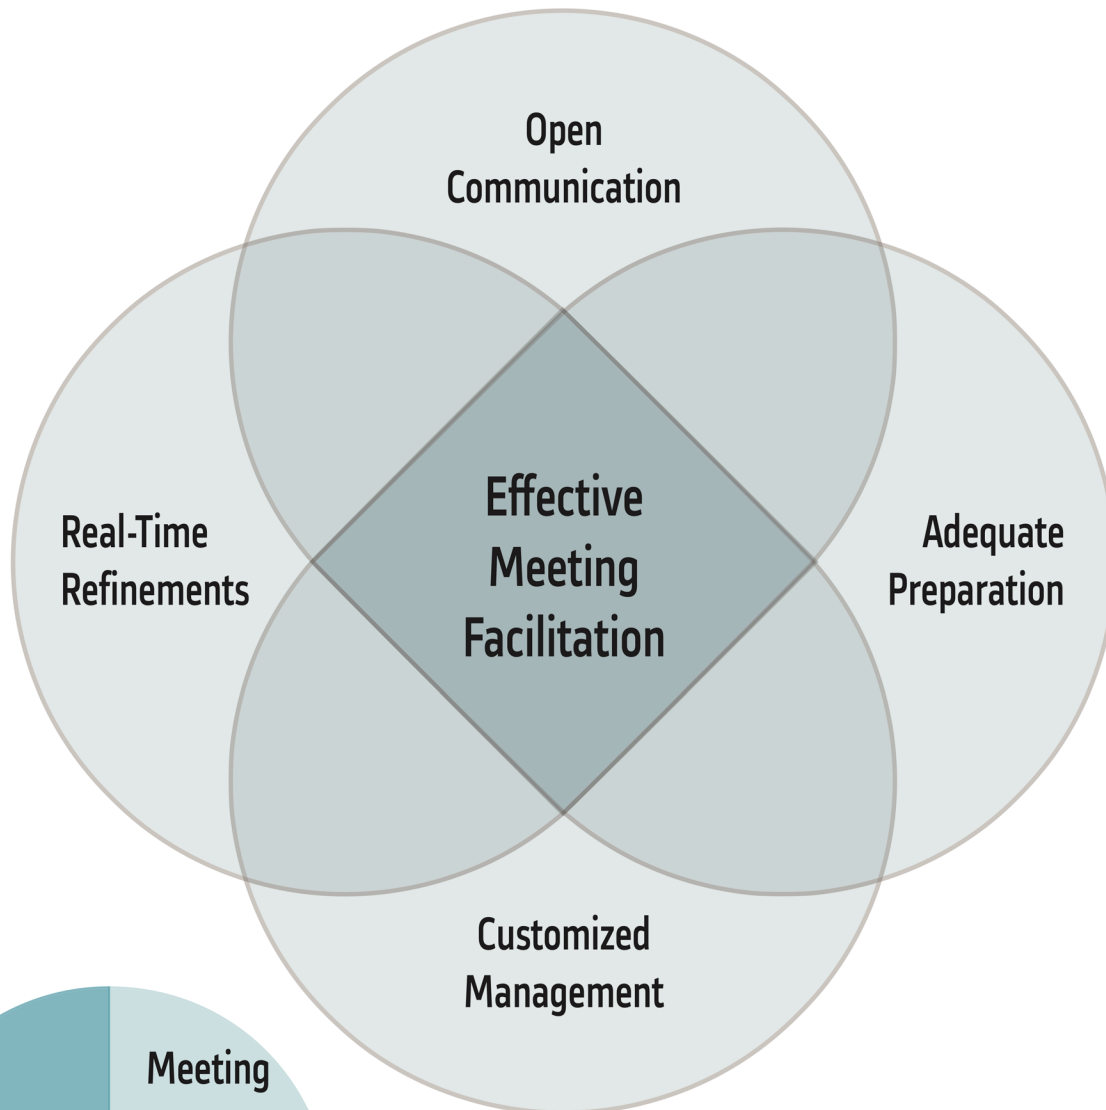 Open
Communication
Real-Time
Refinements
Effective
Meeting
Facilitation
Adequate
Preparation
Customized
Management
Meeting